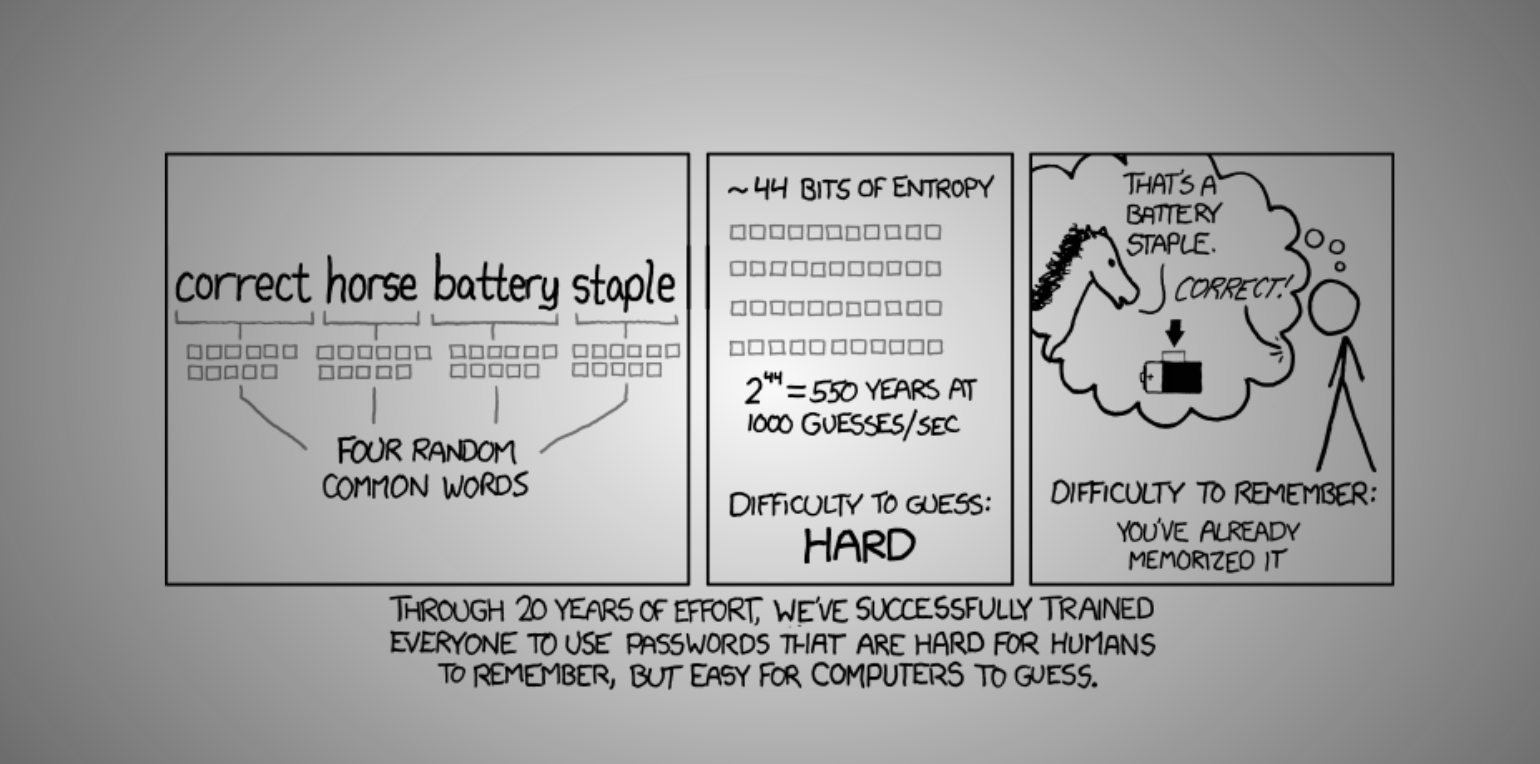 correct horse battery staple
FOUR RANDOM
COMMON WORDS
~44 BITS OF ENTROPY
2^44 = 550 YEARS AT
1000 GUESSES/SEC
DIFFICULTY TO GUESS:
HARD
THAT'S A
BATTERY
STAPLE.
CORRECT!
+
DIFFICULTY TO REMEMBER:
YOU'VE ALREADY
MEMORIZED IT
THROUGH 20 YEARS OF EFFORT, WE'VE SUCCESSFULLY TRAINED
EVERYONE TO USE PASSWORDS THAT ARE HARD FOR HUMANS
TO REMEMBER, BUT EASY FOR COMPUTERS TO GUESS.